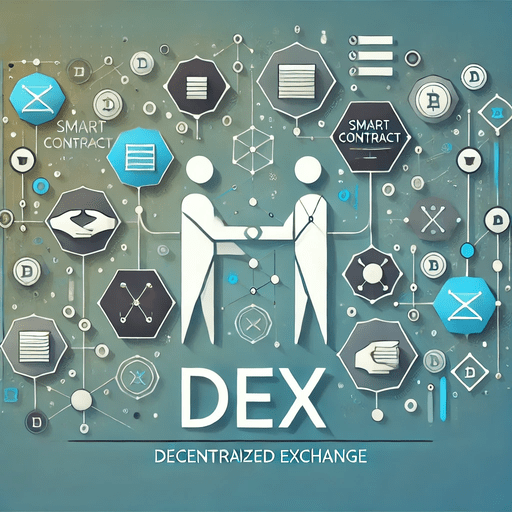 SMART
CONTRACT
SMART
CONTRACT
DEX
DECENTRAIZED EXCHANGE